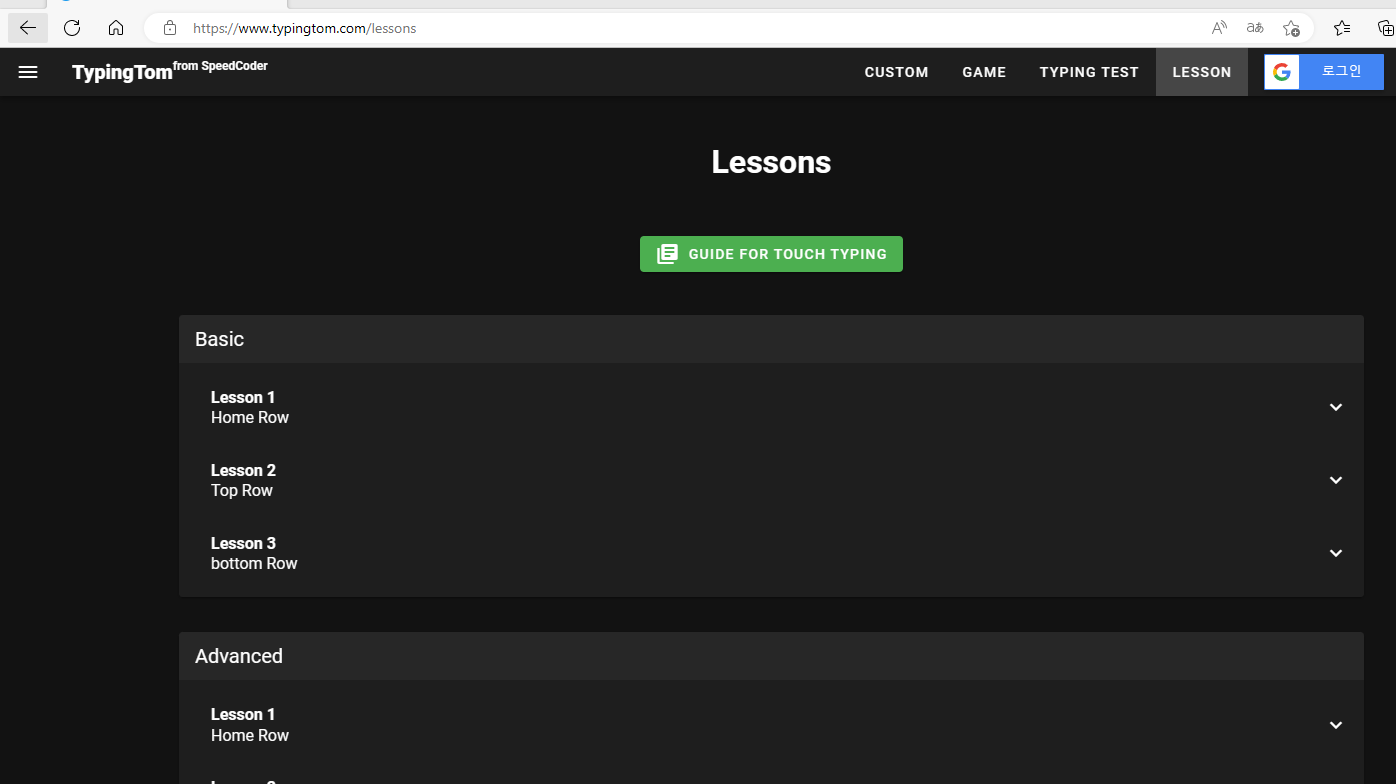 https://www.typingtom.com/lessons
TypingTom from SpeedCoder
CUSTOM GAME TYPING TEST LESSON 로그인
Lessons
GUIDE FOR TOUCH TYPING
Basic
Lesson 1
Home Row
Lesson 2
Top Row
Lesson 3
bottom Row
Advanced
Lesson 1
Home Row